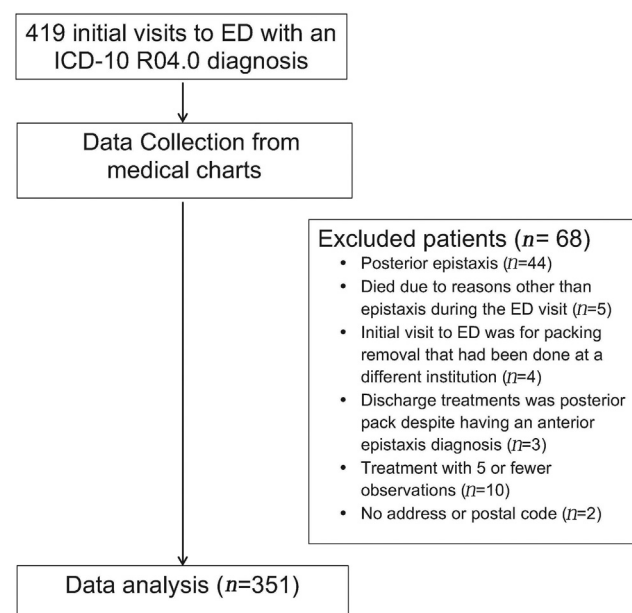 419 initial visits to ED with an
ICD-10 R04.0 diagnosis
Data Collection from
medical charts
Excluded patients (n= 68)
• Posterior epistaxis (n=44)
• Died due to reasons other than
epistaxis during the ED visit (n=5)
• Initial visit to ED was for packing
removal that had been done at a
different institution (n=4)
• Discharge treatments was posterior
pack despite having an anterior
epistaxis diagnosis (n=3)
• Treatment with 5 or fewer
observations (n=10)
• No address or postal code (n=2)
Data analysis (n=351)